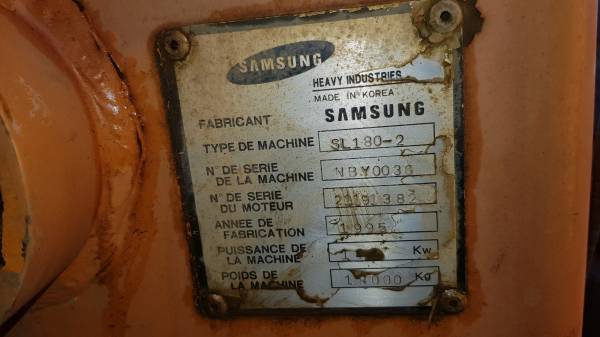 SAMSUNG
HEAVY INDUSTRIES
MADE IN KOREA
FABRICANT SAMSUNG
TYPE DE MACHINE SL180-2
N° DE SERIE DE LA MACHINE NBY0036
N° DE SERIE DU MOTEUR
ANNEE DE FABRICATION 1995
PUISSANCE DE LA MACHINE Kw
POIDS DE LA MACHINE Kg